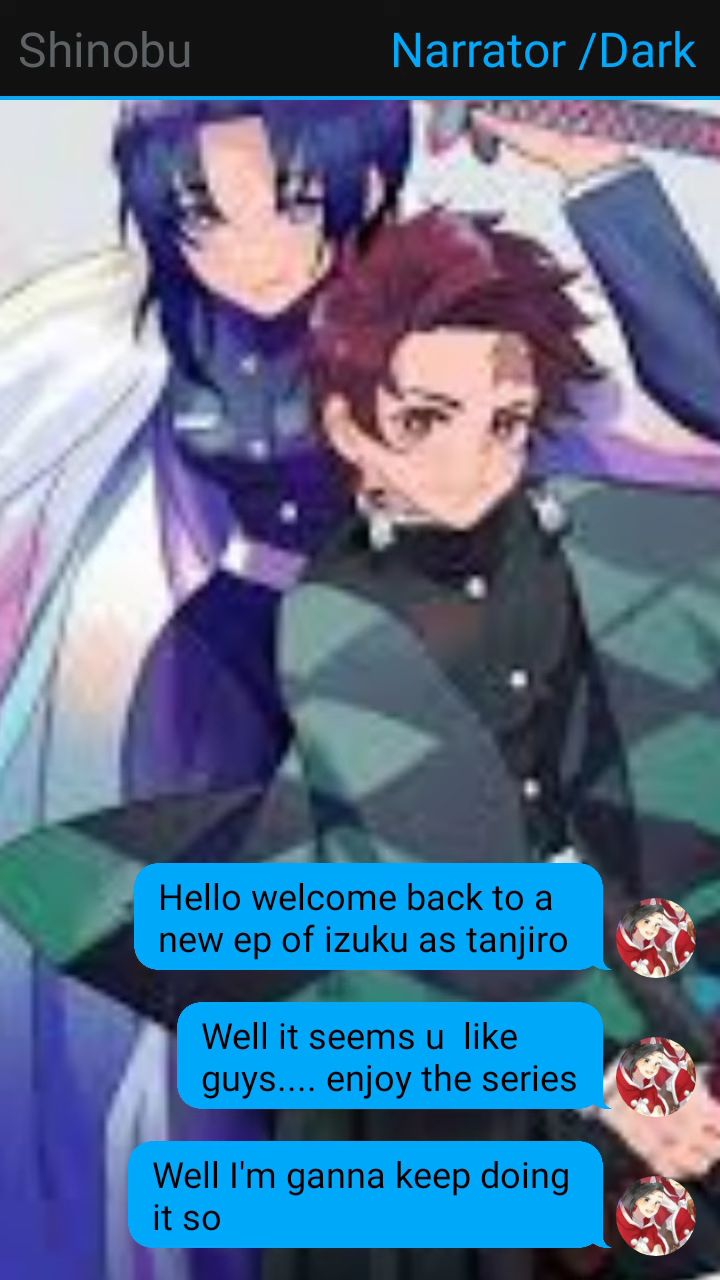 Shinobu Narrator /Dark
Hello welcome back to a
new ep of izuku as tanjiro
Well it seems u  like
guys.... enjoy the series
Well I'm ganna keep doing
it so